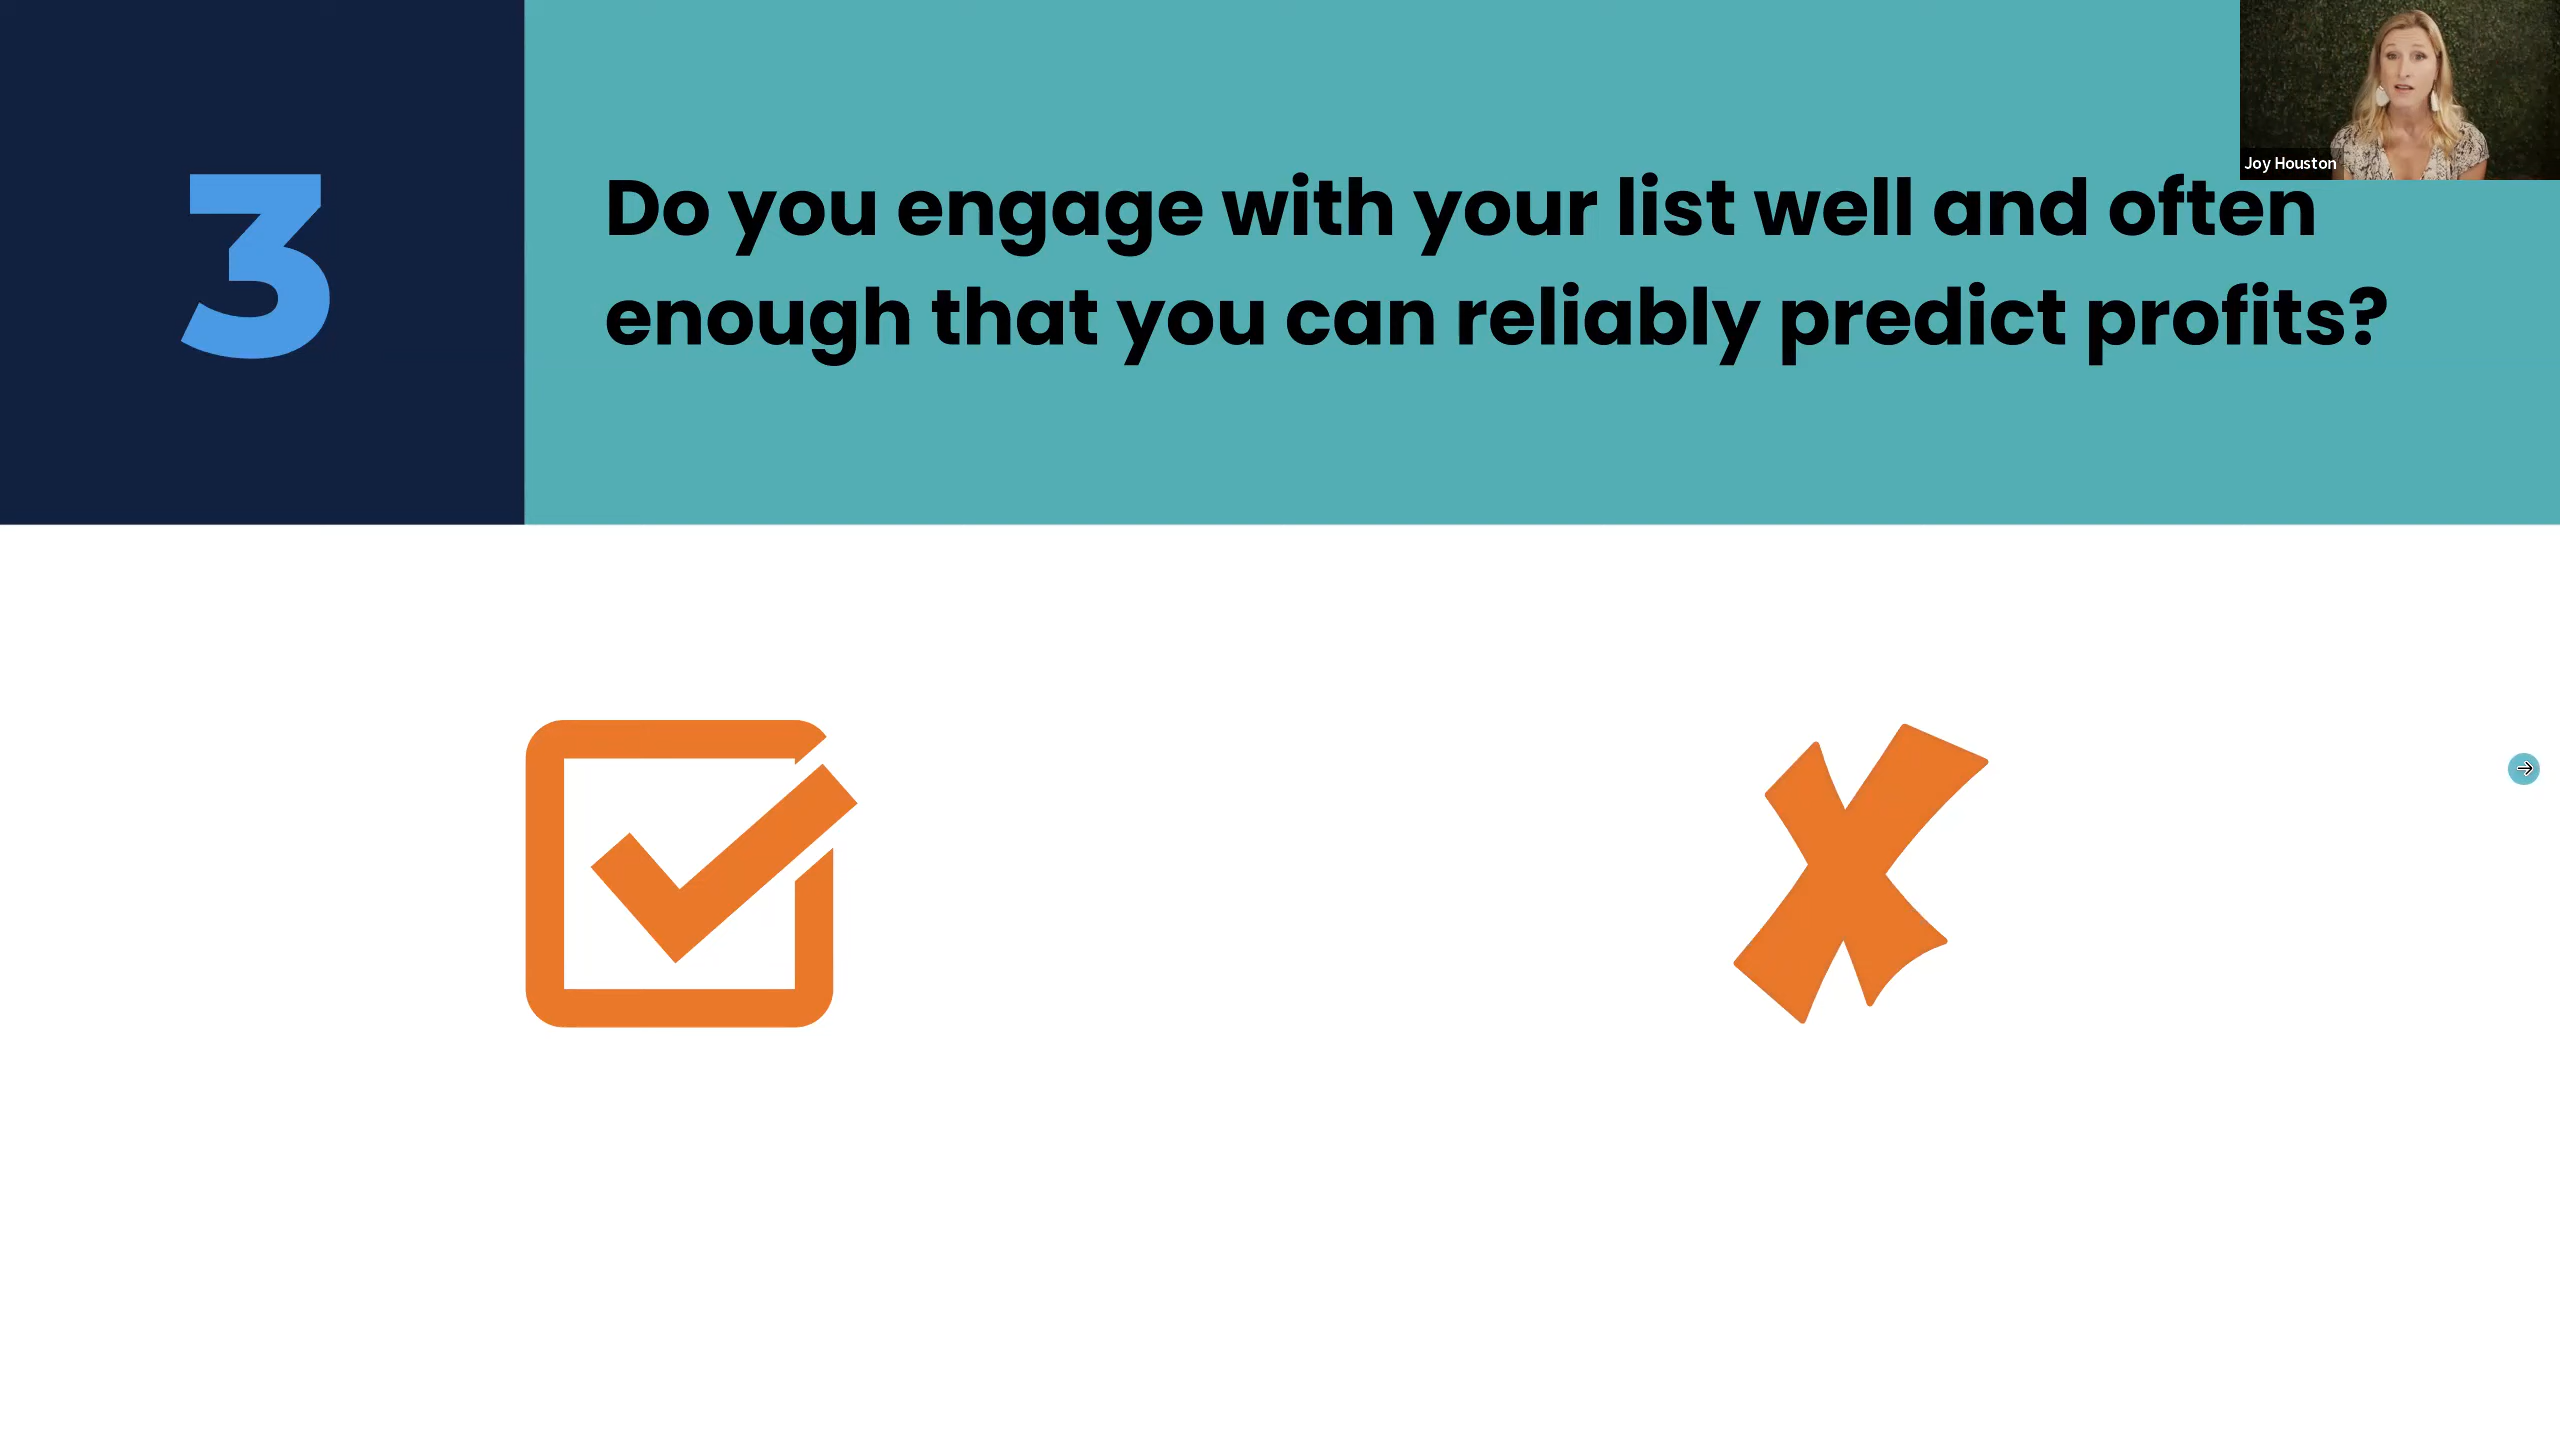 3
Do you engage with your list well and often
enough that you can reliably predict profits?
Joy Houston